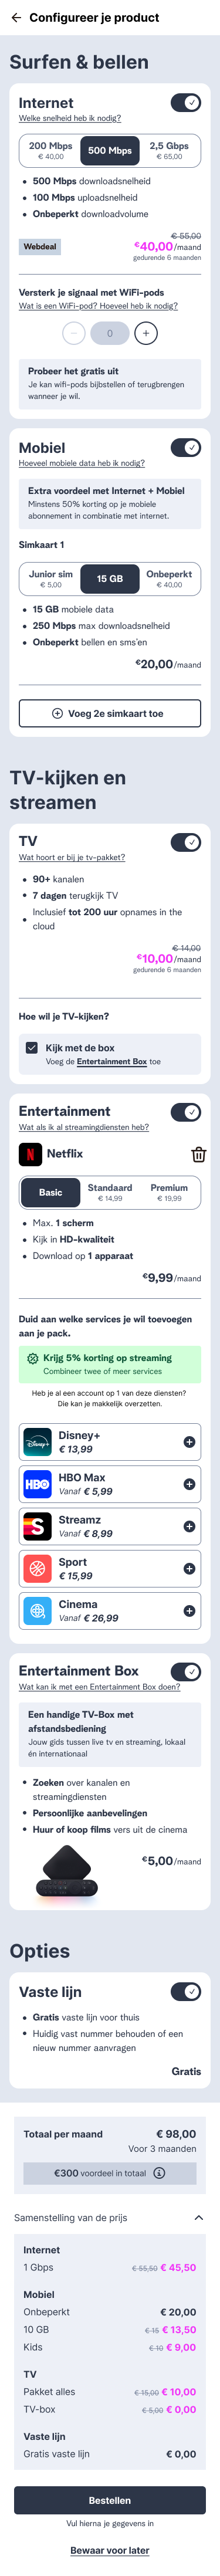 Configureer je product
Surfen & bellen
Internet
Welke snelheid heb ik nodig?
200 Mbps
€ 40,00
500 Mbps
2,5 Gbps
€ 65,00
500 Mbps downloadsnelheid
100 Mbps uploadsnelheid
Onbeperkt downloadvolume
Webdeal
€ 55,00
€40,00/maand
gedurende 6 maanden
Versterk je signaal met WiFi-pods
Wat is een WiFi-pod? Hoeveel heb ik nodig?
0
Probeer het gratis uit
Je kan wifi-pods bijbstellen of terugbrengen
wanneer je wil.
Mobiel
Hoeveel mobiele data heb ik nodig?
Extra voordeel met Internet + Mobiel
Minstens 50% korting op je mobiele
abonnement in combinatie met internet.
Simkaart 1
Junior sim
€ 5,00
15 GB
Onbeperkt
€ 40,00
15 GB mobiele data
250 Mbps max downloadsnelheid
Onbeperkt bellen en sms'en
€20,00/maand
Voeg 2e simkaart toe
TV-kijken en
streamen
TV
Wat hoort er bij je tv-pakket?
90+ kanalen
7 dagen terugkijk TV
Inclusief tot 200 uur opnames in the
cloud
€ 14,00
€10,00/maand
gedurende 6 maanden
Hoe wil je TV-kijken?
Kijk met de box
Voeg de Entertainment Box toe
Entertainment
Wat als ik al streamingdiensten heb?
Netflix
Basic
Standaard
€ 14,99
Premium
€ 19,99
Max. 1 scherm
Kijk in HD-kwaliteit
Download op 1 apparaat
€9,99/maand
Duid aan welke services je wil toevoegen
aan je pack.
Krijg 5% korting op streaming
Combineer twee of meer services
Heb je al een account op 1 van deze diensten?
Die kan je makkelijk overzetten.
Disney+
€ 13,99
HBO Max
Vanaf € 5,99
Streamz
Vanaf € 8,99
Sport
€ 15,99
Cinema
Vanaf € 26,99
Entertainment Box
Wat kan ik met een Entertainment Box doen?
Een handige TV-Box met
afstandsbediening
Jouw gids tussen live tv en streaming, lokaal
én internationaal
Zoeken over kanalen en
streamingdiensten
Persoonlijke aanbevelingen
Huur of koop films vers uit de cinema
€5,00/maand
Opties
Vaste lijn
Gratis vaste lijn voor thuis
Huidig vast nummer behouden of een
nieuw nummer aanvragen
Gratis
Totaal per maand
€ 98,00
Voor 3 maanden
€300 voordeel in totaal
Samenstelling van de prijs
Internet
1 Gbps € 55,50 € 45,50
Mobiel
Onbeperkt € 20,00
10 GB € 15 € 13,50
Kids € 10 € 9,00
TV
Pakket alles € 15,00 € 10,00
TV-box € 5,00 € 0,00
Vaste lijn
Gratis vaste lijn € 0,00
Bestellen
Vul hierna je gegevens in
Bewaar voor later